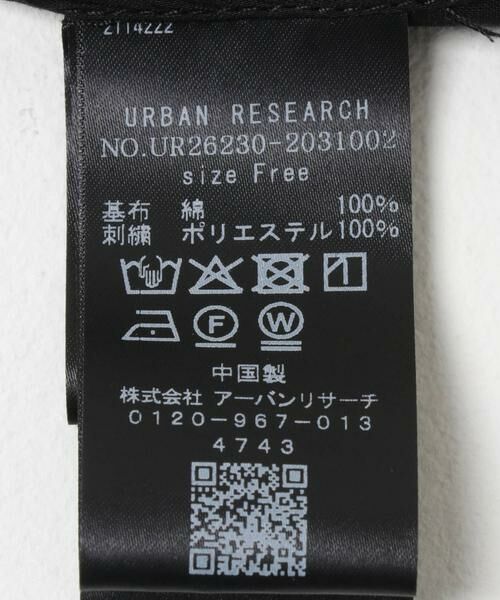 2114222
URBAN RESEARCH
NO.UR26230-2031002
size Free
基布 綿 100%
刺繍 ポリエステル100%
F W
中国製
株式会社 アーバンリサーチ
0120-967-013
4743